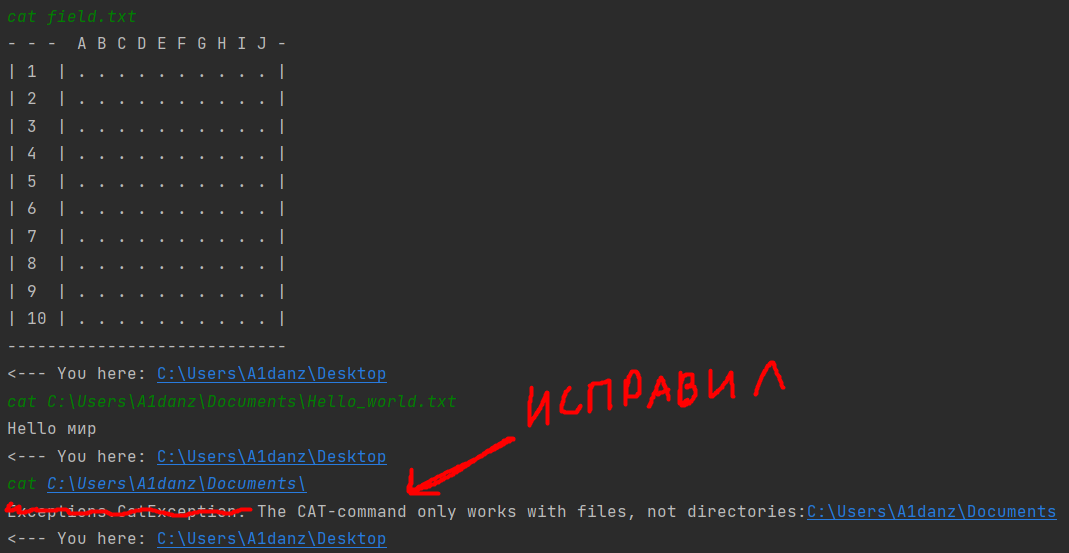 cat field.txt
- - -  A B C D E F G H I J -
| 1  | . . . . . . . . . . |
| 2  | . . . . . . . . . . |
| 3  | . . . . . . . . . . |
| 4  | . . . . . . . . . . |
| 5  | . . . . . . . . . . |
| 6  | . . . . . . . . . . |
| 7  | . . . . . . . . . . |
| 8  | . . . . . . . . . . |
| 9  | . . . . . . . . . . |
| 10 | . . . . . . . . . . |
----------------------------
<--- You here: C:\Users\A1danz\Desktop
cat C:\Users\A1danz\Documents\Hello_world.txt
ИСПРАВИЛ
Hello мир
<--- You here: C:\Users\A1danz\Desktop
cat C:\Users\A1danz\Documents\
Exceptions.CatException: The CAT-command only works with files, not directories:C:\Users\A1danz\Documents
<--- You here: C:\Users\A1danz\Desktop